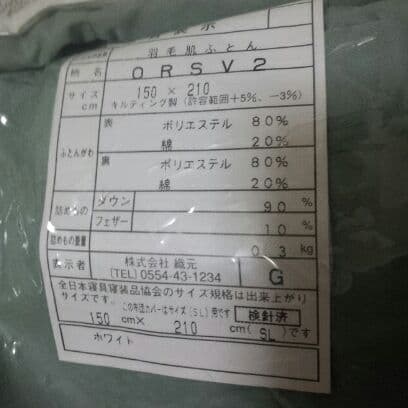 表示
羽毛肌ふとん
柄 名 ORSV2
サイズ cm 150 × 210
キルティング製 (許容範囲+5%、-3%)
ふとんがわ 表 ポリエステル 80%
綿 20%
裏 ポリエステル 80%
綿 20%
詰めもの ダウン 90 %
フェザー 10 %
詰めもの重量 0.3 kg
表示者 株式会社 織元
(TEL) 0554-43-1234 G
全日本寝具寝装品協会のサイズ規格は出来上がり
サイズです。 この布団カバーはサイズ(SL)用です 検針済
150 cm× 210 cm( SL )
ホワイト